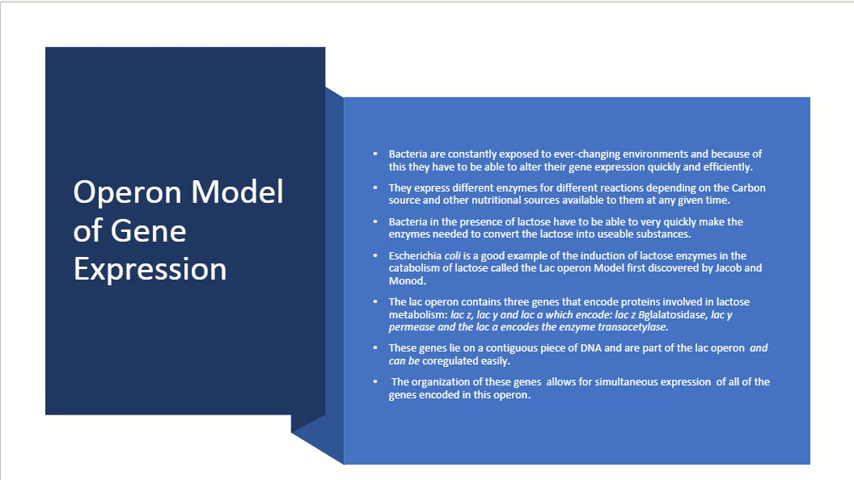 Operon Model
of Gene
Expression
• Bacteria are constantly exposed to ever-changing environments and because of
this they have to be able to alter their gene expression quickly and efficiently.
• They express different enzymes for different reactions depending on the Carbon
source and other nutritional sources available to them at any given time.
• Bacteria in the presence of lactose have to be able to very quickly make the
enzymes needed to convert the lactose into useable substances.
• Escherichia coli is a good example of the induction of lactose enzymes in the
catabolism of lactose called the Lac operon Model first discovered by Jacob and
Monod.
• The lac operon contains three genes that encode proteins involved in lactose
metabolism: lac z, lac y and lac a which encode: lac z Bglalatosidase, lac y
permease and the lac a encodes the enzyme transacetylase.
• These genes lie on a contiguous piece of DNA and are part of the lac operon and
can be coregulated easily.
• The organization of these genes allows for simultaneous expression of all of the
genes encoded in this operon.